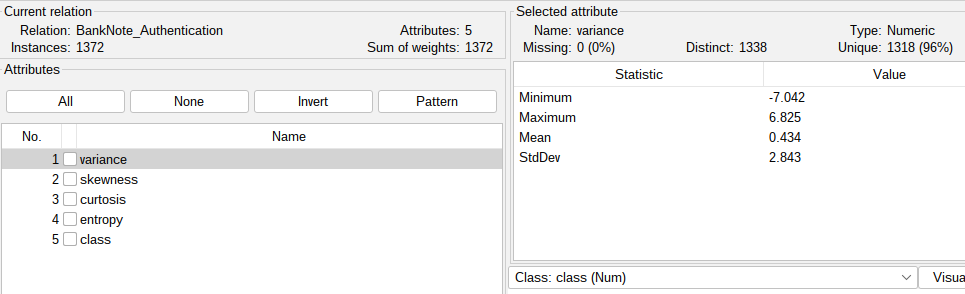 Current relation
Relation: BankNote_Authentication
Attributes: 5
Instances: 1372
Sum of weights: 1372
Attributes
All
None
Invert
Pattern
No.
Name
1 variance
2 skewness
3 curtosis
4 entropy
5 class
Selected attribute
Name: variance
Type: Numeric
Missing: 0 (0%)
Distinct: 1338
Unique: 1318 (96%)
Statistic
Value
Minimum
-7.042
Maximum
6.825
Mean
0.434
StdDev
2.843
Class: class (Num)
Visua